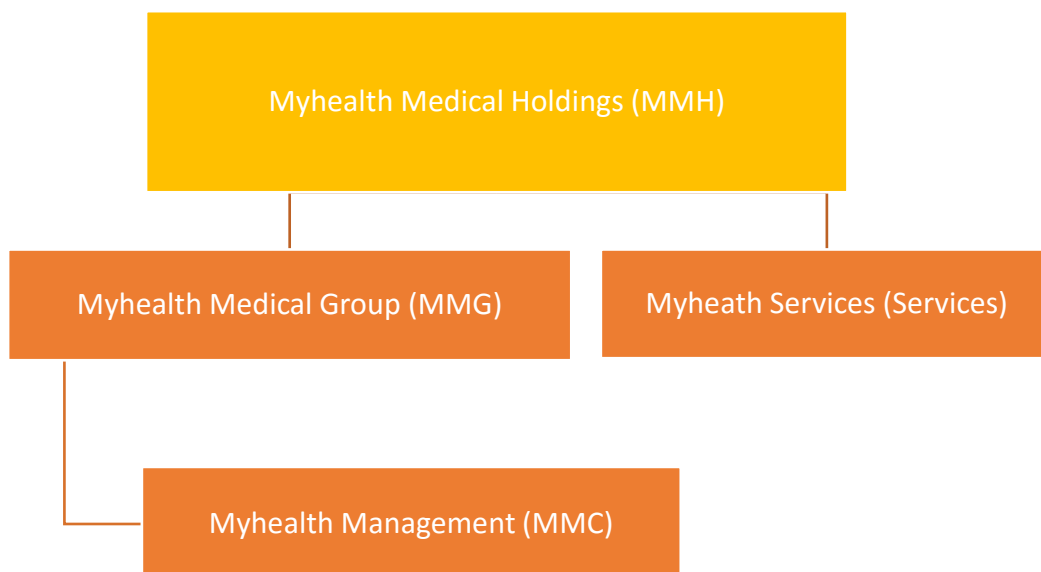 Myhealth Medical Holdings (MMH)
Myhealth Medical Group (MMG)
Myheath Services (Services)
Myhealth Management (MMC)